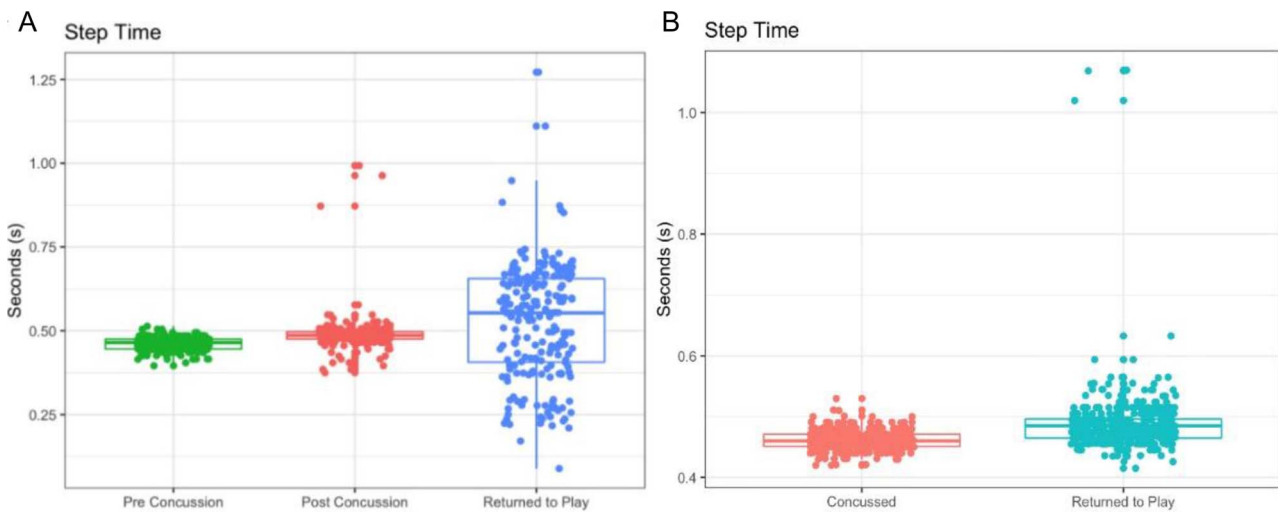 A
Step Time
Seconds (s)
1.25
1.00
0.75
0.50
0.25
Pre Concussion
Post Concussion
Returned to Play
B
Step Time
Seconds (s)
1.0
0.8
0.6
0.4
Concussed
Returned to Play